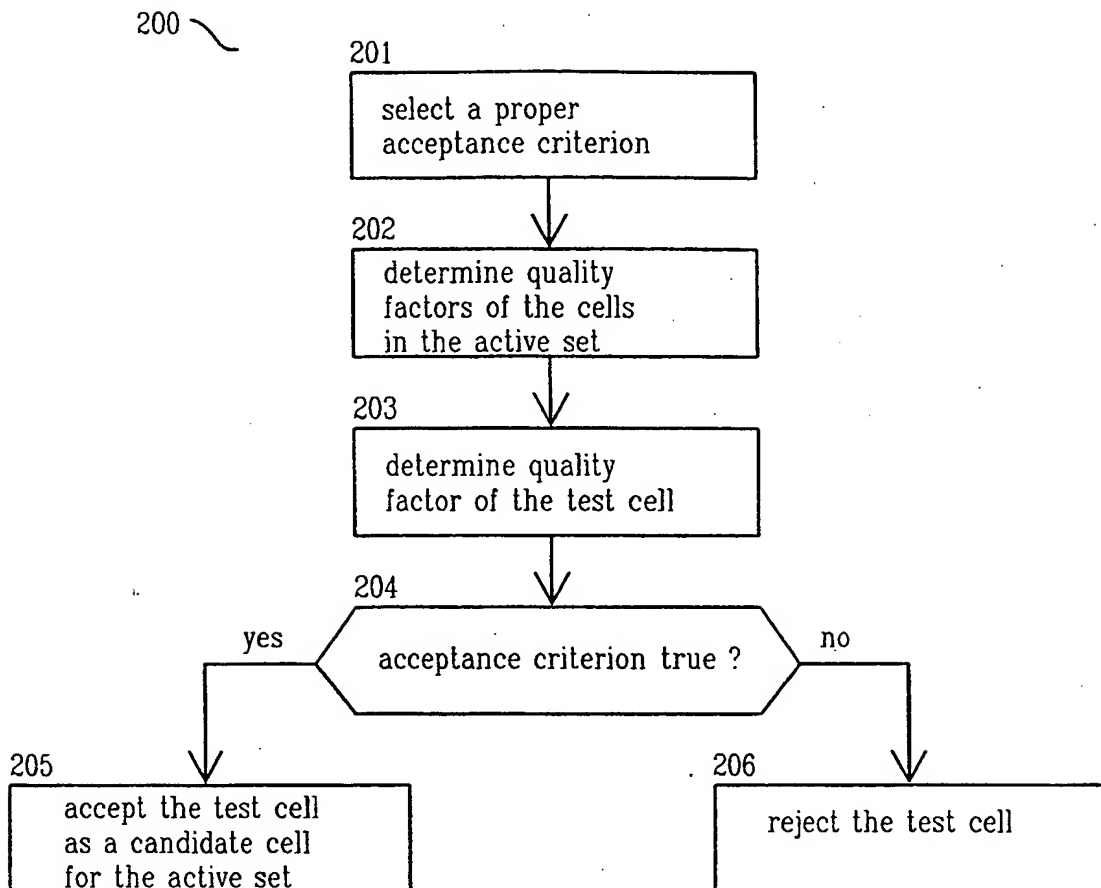 200
201
select a proper
acceptance criterion
202
determine quality
factors of the cells
in the active set
203
determine quality
factor of the test cell
204
yes
acceptance criterion true ?
no
205
accept the test cell
as a candidate cell
for the active set
206
reject the test cell